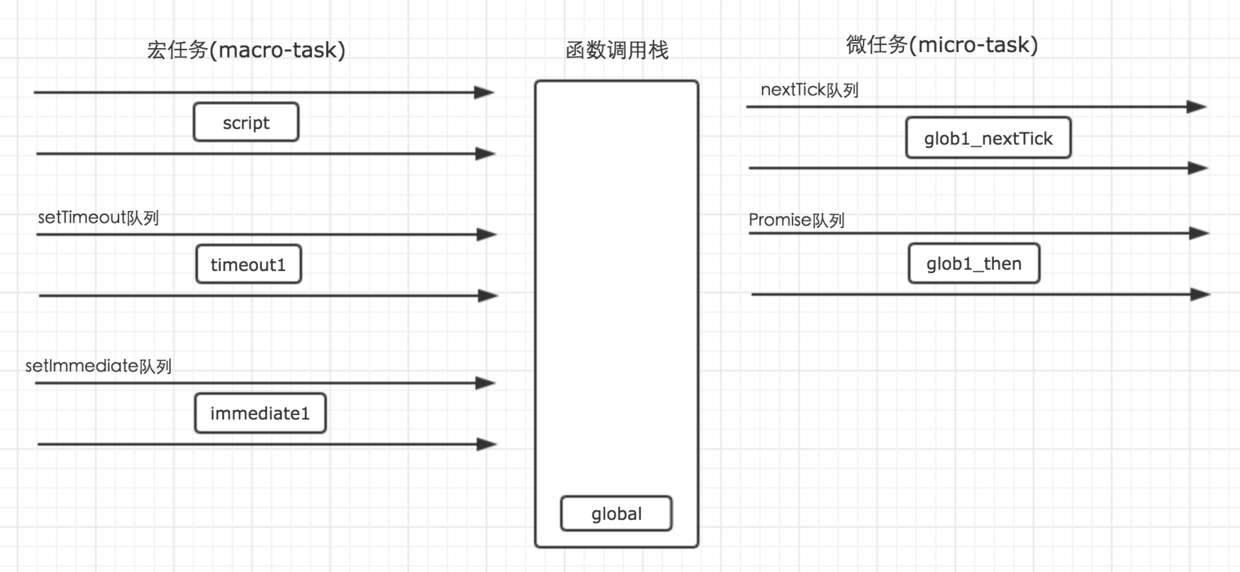 宏任务(macro-task)
script
setTimeout队列
timeout1
setImmediate队列
immediate1
函数调用栈
global
微任务(micro-task)
nextTick队列
glob1_nextTick
Promise队列
glob1_then